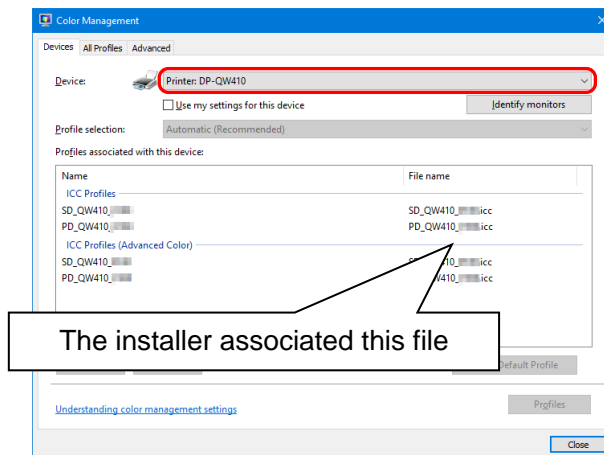 Color Management
Devices All Profiles Advanced
Device: Printer: DP-QW410
Use my settings for this device Identify monitors
Profile selection: Automatic (Recommended)
Profiles associated with this device:
Name File name
ICC Profiles
SD_QW410_ SD_QW410_ icc
PD_QW410_ PD_QW410_ icc
ICC Profiles (Advanced Color)
SD_QW410_ icc
PD_QW410_ icc
The installer associated this file
Default Profile
Understanding color management settings Profiles
Close